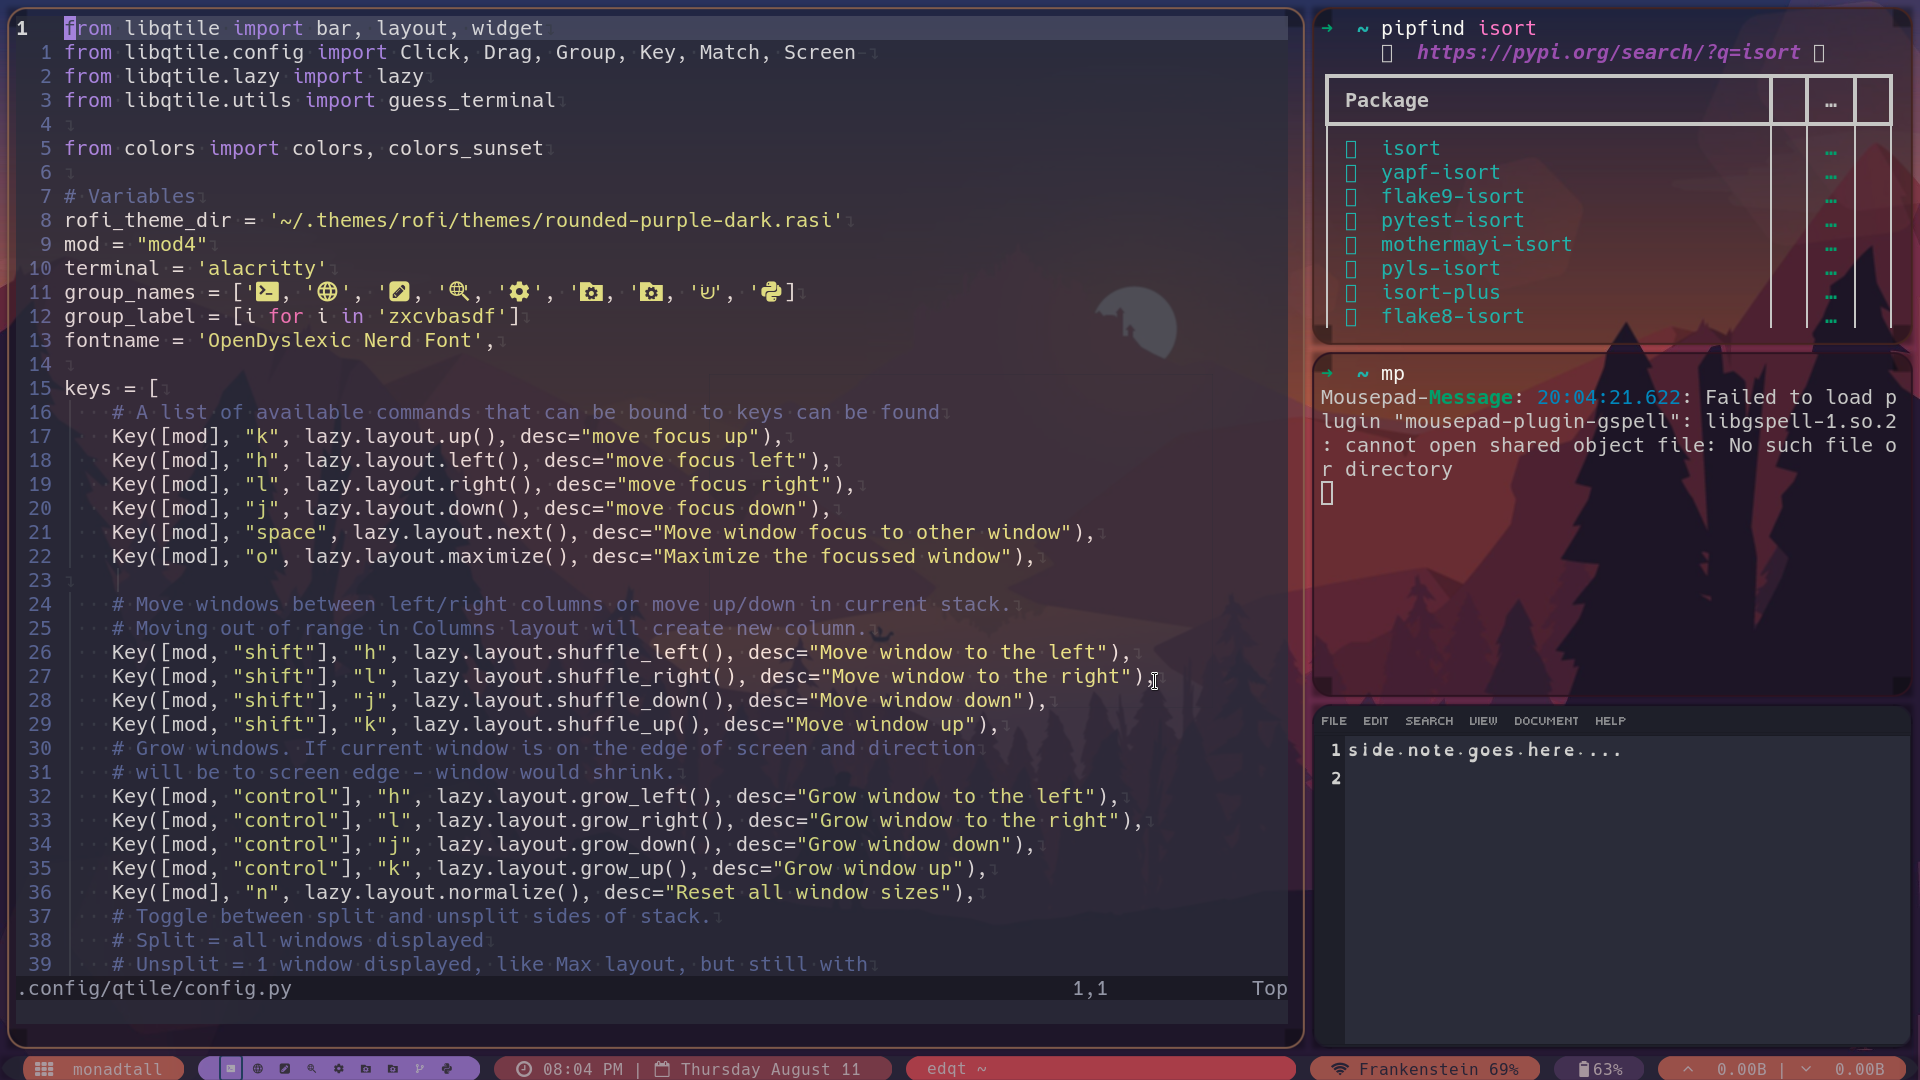 1 from libqtile import bar, layout, widget
1 from libqtile.config import Click, Drag, Group, Key, Match, Screen
2 from libqtile.lazy import lazy
3 from libqtile.utils import guess_terminal
4
5 from colors import colors, colors_sunset
6
7 # Variables
8 rofi_theme_dir = '~/.themes/rofi/themes/rounded-purple-dark.rasi'
9 mod = "mod4"
10 terminal = 'alacritty'
11 group_names = ['', '', '', '', '', '', '', '', '']
12 group_label = [i for i in 'zxcvbasdf']
13 fontname = 'OpenDyslexic Nerd Font',
14
15 keys = [
16 # A list of available commands that can be bound to keys can be found
17 Key([mod], "k", lazy.layout.up(), desc="move focus up"),
18 Key([mod], "h", lazy.layout.left(), desc="move focus left"),
19 Key([mod], "l", lazy.layout.right(), desc="move focus right"),
20 Key([mod], "j", lazy.layout.down(), desc="move focus down"),
21 Key([mod], "space", lazy.layout.next(), desc="Move window focus to other window"),
22 Key([mod], "o", lazy.layout.maximize(), desc="Maximize the focussed window"),
23
24 # Move windows between left/right columns or move up/down in current stack.
25 # Moving out of range in Columns layout will create new column.
26 Key([mod, "shift"], "h", lazy.layout.shuffle_left(), desc="Move window to the left"),
27 Key([mod, "shift"], "l", lazy.layout.shuffle_right(), desc="Move window to the right"),
28 Key([mod, "shift"], "j", lazy.layout.shuffle_down(), desc="Move window down"),
29 Key([mod, "shift"], "k", lazy.layout.shuffle_up(), desc="Move window up"),
30 # Grow windows. If current window is on the edge of screen and direction
31 # will be to screen edge - window would shrink.
32 Key([mod, "control"], "h", lazy.layout.grow_left(), desc="Grow window to the left"),
33 Key([mod, "control"], "l", lazy.layout.grow_right(), desc="Grow window to the right"),
34 Key([mod, "control"], "j", lazy.layout.grow_down(), desc="Grow window down"),
35 Key([mod, "control"], "k", lazy.layout.grow_up(), desc="Grow window up"),
36 Key([mod], "n", lazy.layout.normalize(), desc="Reset all window sizes"),
37 # Toggle between split and unsplit sides of stack.
38 # Split = all windows displayed
39 # Unsplit = 1 window displayed, like Max layout, but still with
.config/qtile/config.py 1,1 Top
➜ ~ pipfind isort
https://pypi.org/search/?q=isort
Package …
isort …
yapf-isort …
flake9-isort …
pytest-isort …
mothermayi-isort …
pyls-isort …
isort-plus …
flake8-isort …
➜ ~ mp
Mousepad-Message: 20:04:21.622: Failed to load p
lugin "mousepad-plugin-gspell": libgspell-1.so.2
: cannot open shared object file: No such file o
r directory
FILE EDIT SEARCH VIEW DOCUMENT HELP
1 side note goes here....
2
monadtall 08:04 PM | Thursday August 11 edqt ~ Frankenstein 69% 63% 0.00B | 0.00B